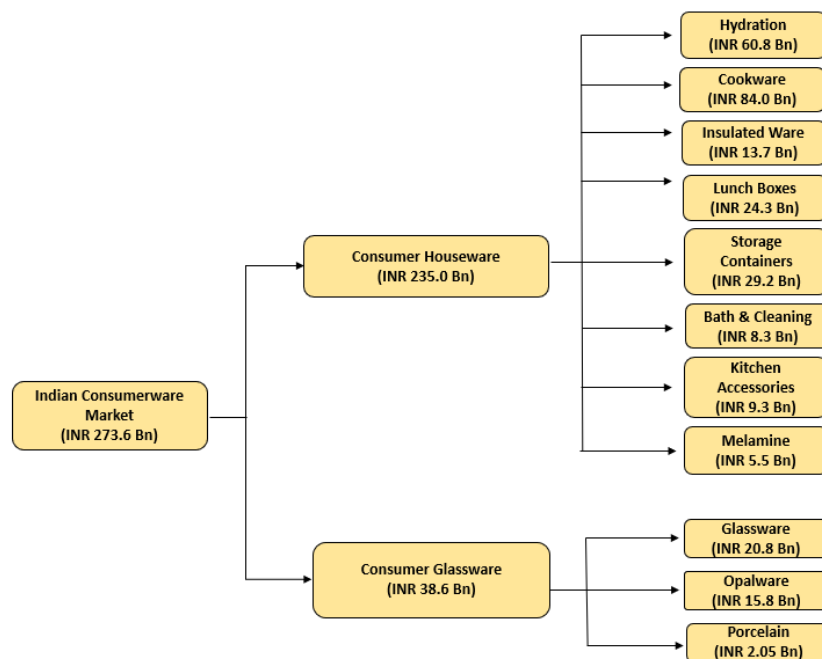 Indian Consumerware
Market
(INR 273.6 Bn)
Consumer Houseware
(INR 235.0 Bn)
Hydration
(INR 60.8 Bn)
Cookware
(INR 84.0 Bn)
Insulated Ware
(INR 13.7 Bn)
Lunch Boxes
(INR 24.3 Bn)
Storage
Containers
(INR 29.2 Bn)
Bath & Cleaning
(INR 8.3 Bn)
Kitchen
Accessories
(INR 9.3 Bn)
Melamine
(INR 5.5 Bn)
Consumer Glassware
(INR 38.6 Bn)
Glassware
(INR 20.8 Bn)
Opalware
(INR 15.8 Bn)
Porcelain
(INR 2.05 Bn)